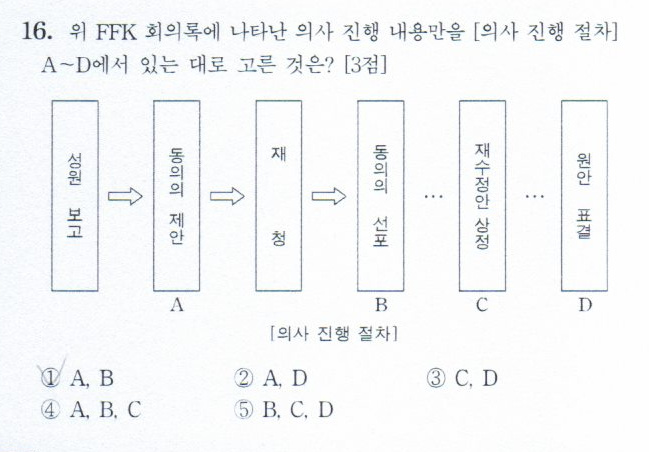 16. 위 FFK 회의록에 나타난 의사 진행 내용만을 [의사 진행 절차]
A~D에서 있는 대로 고른 것은? [3점]
성원 보고
동의의 제안
재 청
동의의 선포
…
재수정안 상정
…
원안 표결
A
B
C
D
[의사 진행 절차]
① A, B
② A, D
③ C, D
④ A, B, C
⑤ B, C, D